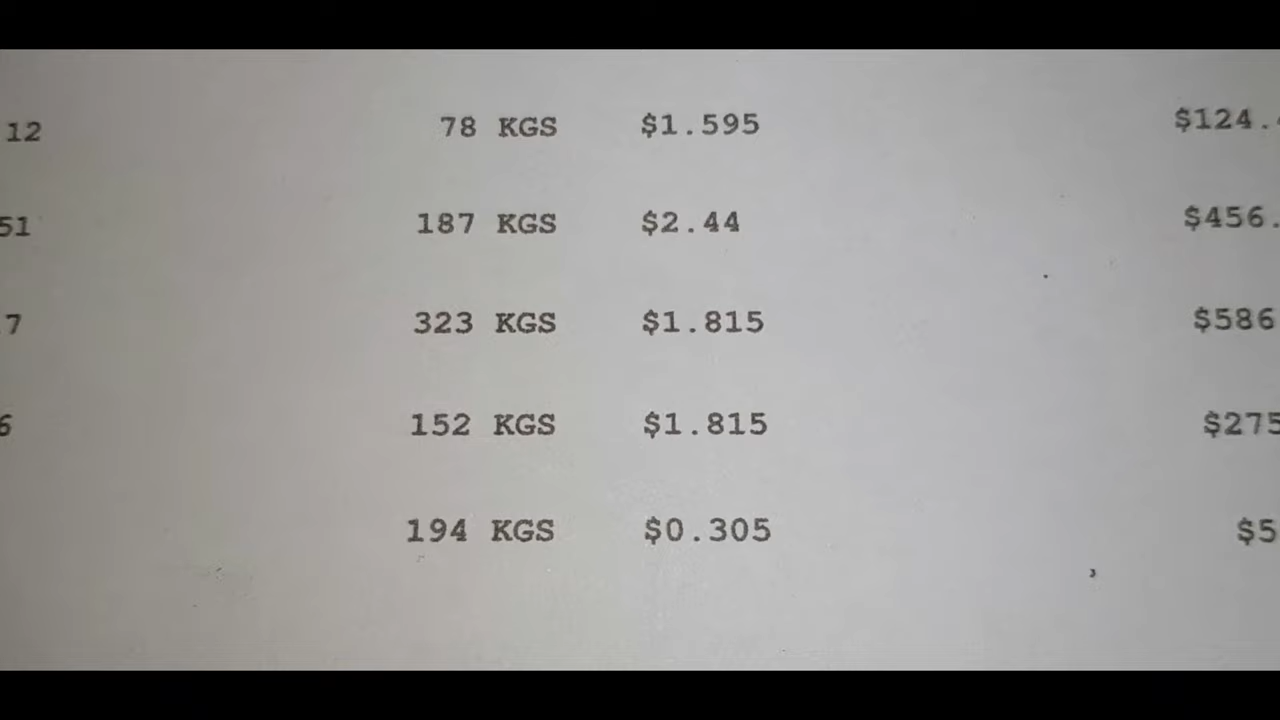 12 78 KGS $1.595 $124.
51 187 KGS $2.44 $456.
7 323 KGS $1.815 $586
6 152 KGS $1.815 $275
194 KGS $0.305 $5